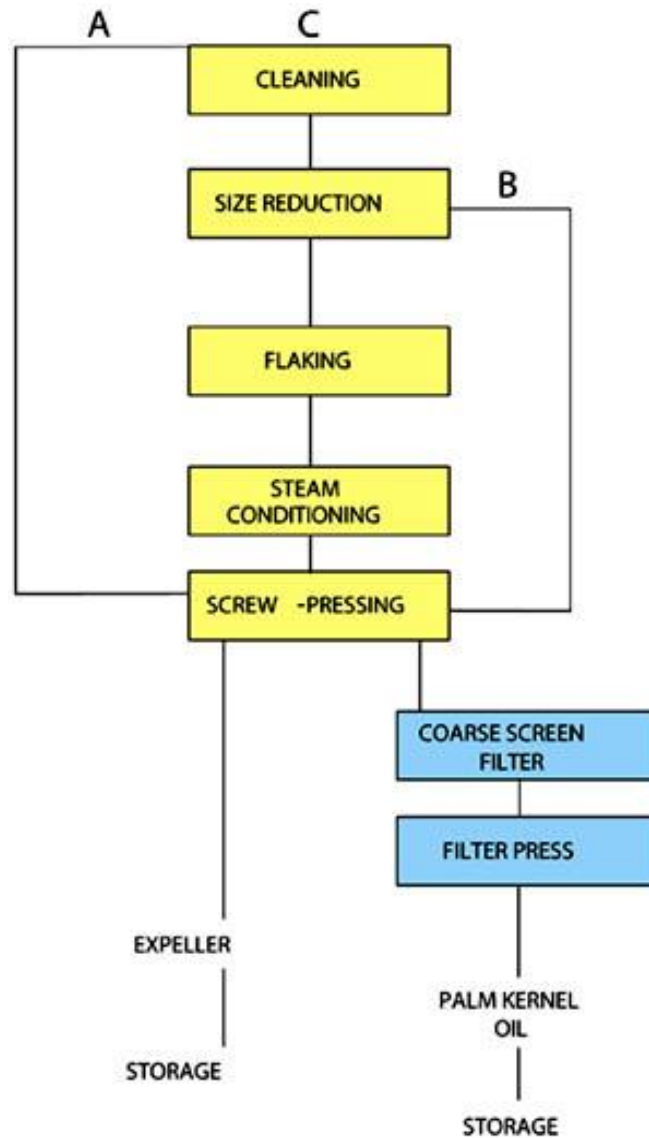 A
C
CLEANING
SIZE REDUCTION
B
FLAKING
STEAM
CONDITIONING
SCREW -PRESSING
COARSE SCREEN
FILTER
FILTER PRESS
EXPELLER
STORAGE
PALM KERNEL
OIL
STORAGE